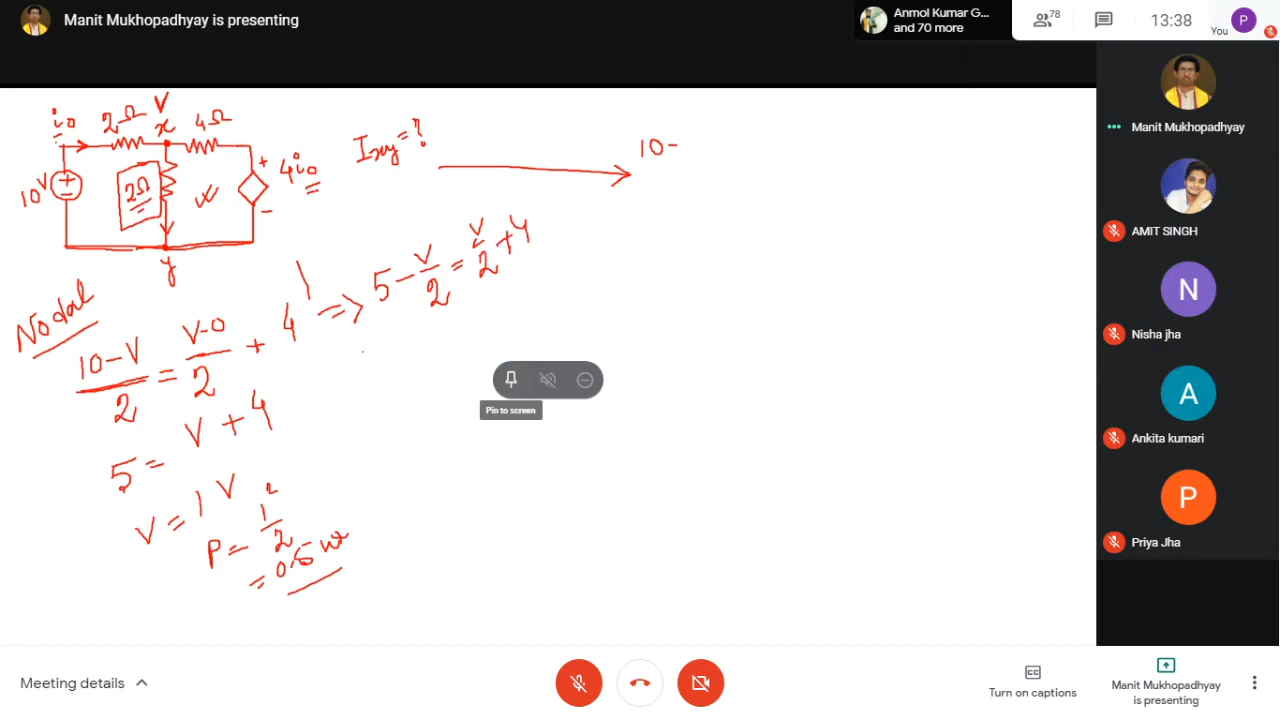 Manit Mukhopadhyay is presenting
Anmol Kumar G...
and 70 more
78
13:38
You
P
i₀
2Ω
V
x
4Ω
10V
2Ω
+
4i₀
-
y
Ixy=?
10-
Nodal
(10-V)/2 = (V-0)/2 + 4
1 => 5 - V/2 = V/2 + 4
5 = V + 4
V = 1 V
P = 1²/2
= 0.5 W
Pin to screen
Manit Mukhopadhyay
AMIT SINGH
N
Nisha jha
A
Ankita kumari
P
Priya Jha
Meeting details
CC
Turn on captions
Manit Mukhopadhyay
is presenting